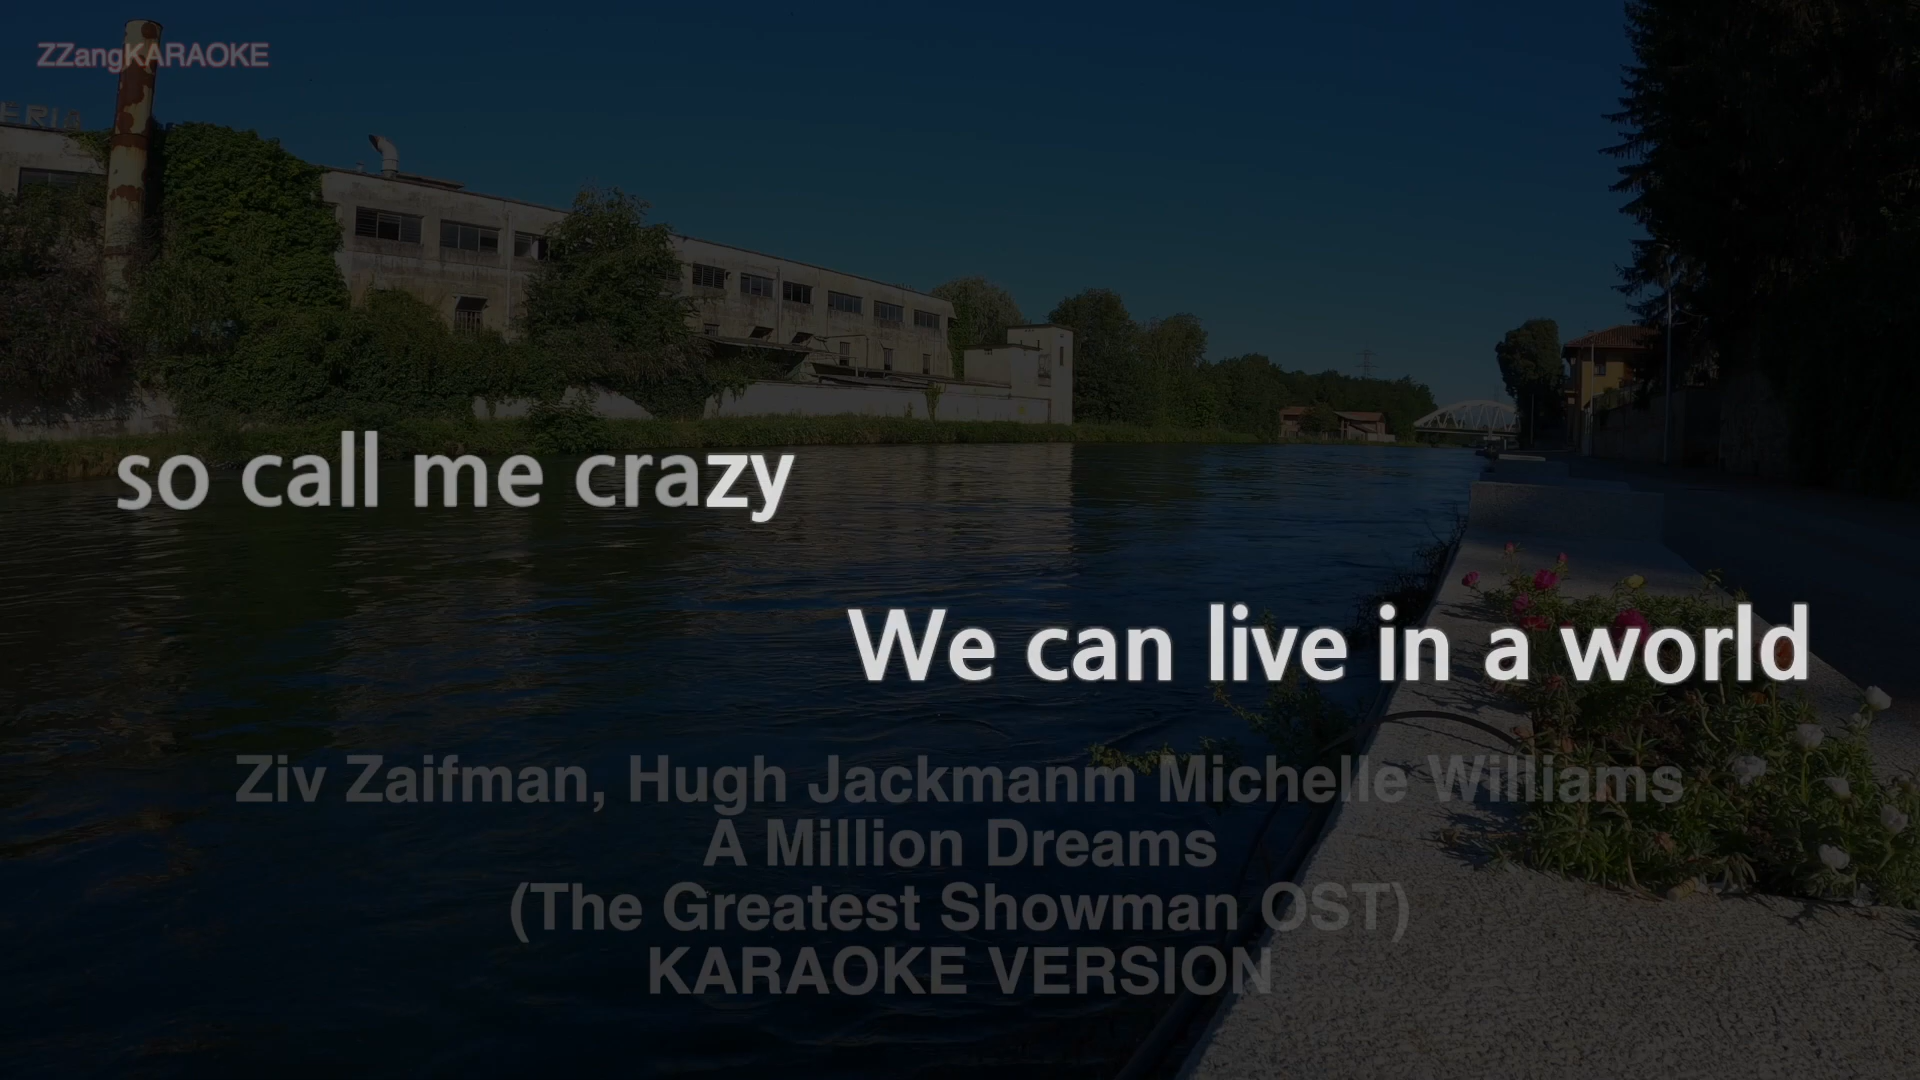 ZZangKARAOKE
ERIA
so call me crazy
We can live in a world
Ziv Zaifman, Hugh Jackmanm Michelle Williams
A Million Dreams
(The Greatest Showman OST)
KARAOKE VERSION